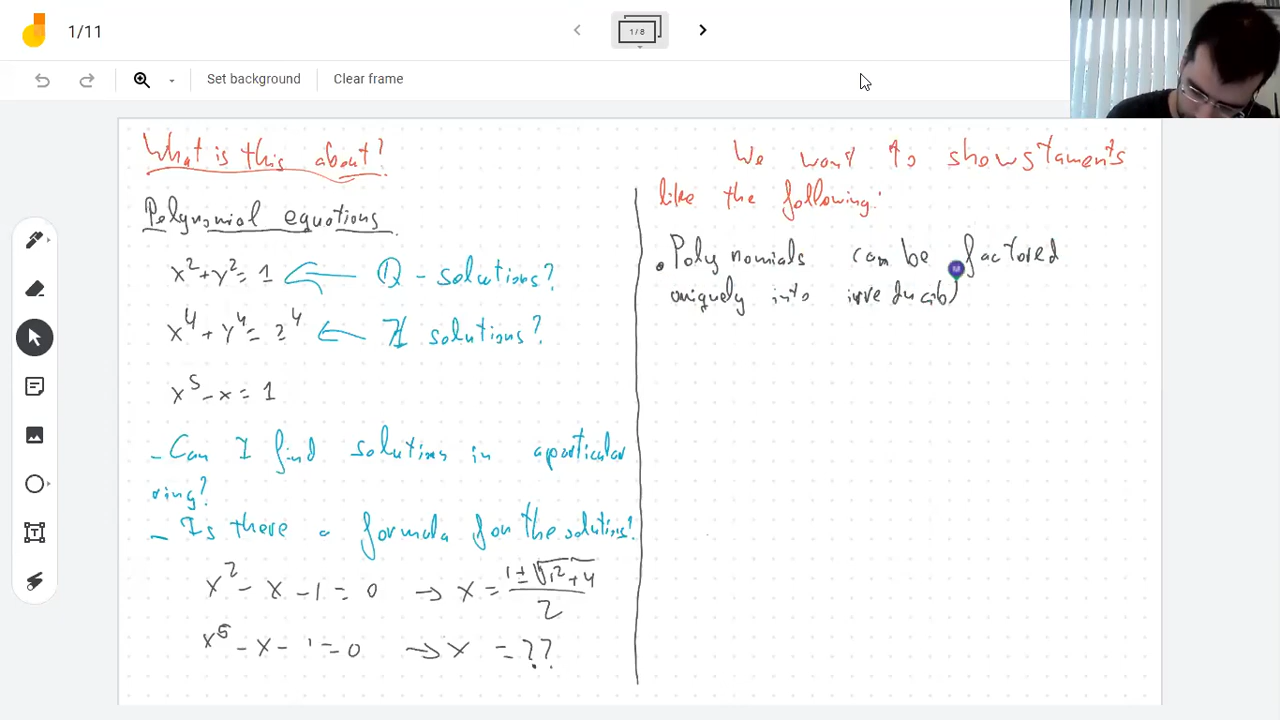 1/11
1/8
Set background
Clear frame
What is this about?
Polynomial equations
x²+y²=1 ← Q - solutions?
x⁴+y⁴=z⁴ ← Z solutions?
x⁵-x=1
- Can I find solutions in a particular
ring?
- Is there a formula for the solutions?
x²-x-1=0 → x = (1±√(1²+4))/2
x⁵-x-1=0 → x = ??
We want to show staments
like the following:
• Polynomials can be factored
uniquely into irreducibl